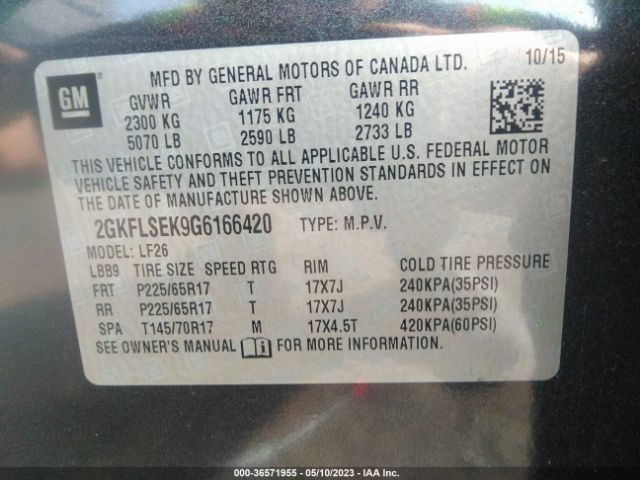 GM
MFD BY GENERAL MOTORS OF CANADA LTD. 10/15
GVWR GAWR FRT GAWR RR
2300 KG 1175 KG 1240 KG
5070 LB 2590 LB 2733 LB
THIS VEHICLE CONFORMS TO ALL APPLICABLE U.S. FEDERAL MOTOR
VEHICLE SAFETY AND THEFT PREVENTION STANDARDS IN EFFECT ON
THE DATE OF MANUFACTURE SHOWN ABOVE.
2GKFLSEK9G6166420 TYPE: M.P.V.
MODEL: LF26
LBB9 TIRE SIZE SPEED RTG RIM COLD TIRE PRESSURE
FRT P225/65R17 T 17X7J 240KPA(35PSI)
RR P225/65R17 T 17X7J 240KPA(35PSI)
SPA T145/70R17 M 17X4.5T 420KPA(60PSI)
SEE OWNER'S MANUAL FOR MORE INFORMATION.
000-36571955 — 05/10/2023 — IAA Inc.